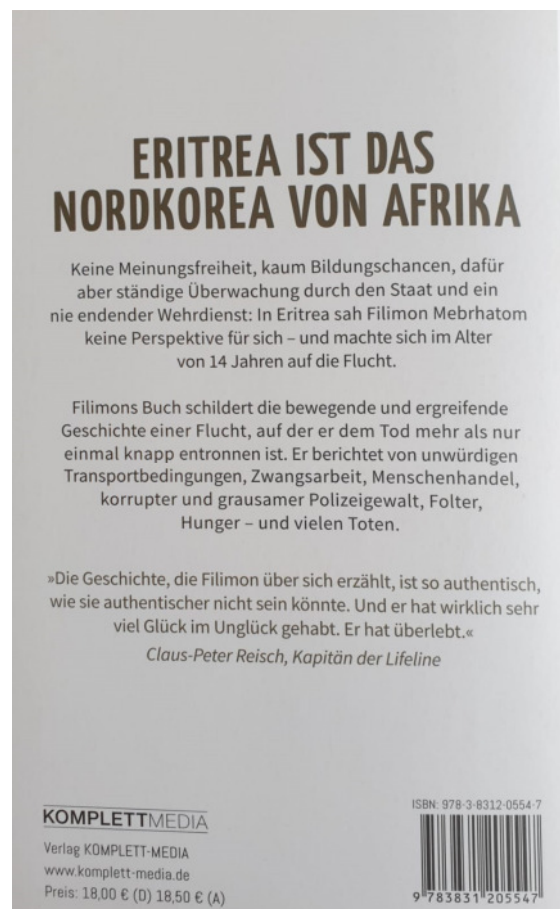 ERITREA IST DAS
NORDKOREA VON AFRIKA
Keine Meinungsfreiheit, kaum Bildungschancen, dafür
aber ständige Überwachung durch den Staat und ein
nie endender Wehrdienst: In Eritrea sah Filimon Mebrhatom
keine Perspektive für sich – und machte sich im Alter
von 14 Jahren auf die Flucht.
Filimons Buch schildert die bewegende und ergreifende
Geschichte einer Flucht, auf der er dem Tod mehr als nur
einmal knapp entronnen ist. Er berichtet von unwürdigen
Transportbedingungen, Zwangsarbeit, Menschenhandel,
korrupter und grausamer Polizeigewalt, Folter,
Hunger – und vielen Toten.
»Die Geschichte, die Filimon über sich erzählt, ist so authentisch,
wie sie authentischer nicht sein könnte. Und er hat wirklich sehr
viel Glück im Unglück gehabt. Er hat überlebt.«
Claus-Peter Reisch, Kapitän der Lifeline
KOMPLETTMEDIA
Verlag KOMPLETT-MEDIA
www.komplett-media.de
Preis: 18,00 € (D) 18,50 € (A)
ISBN: 978-3-8312-0554-7
9 783831 205547